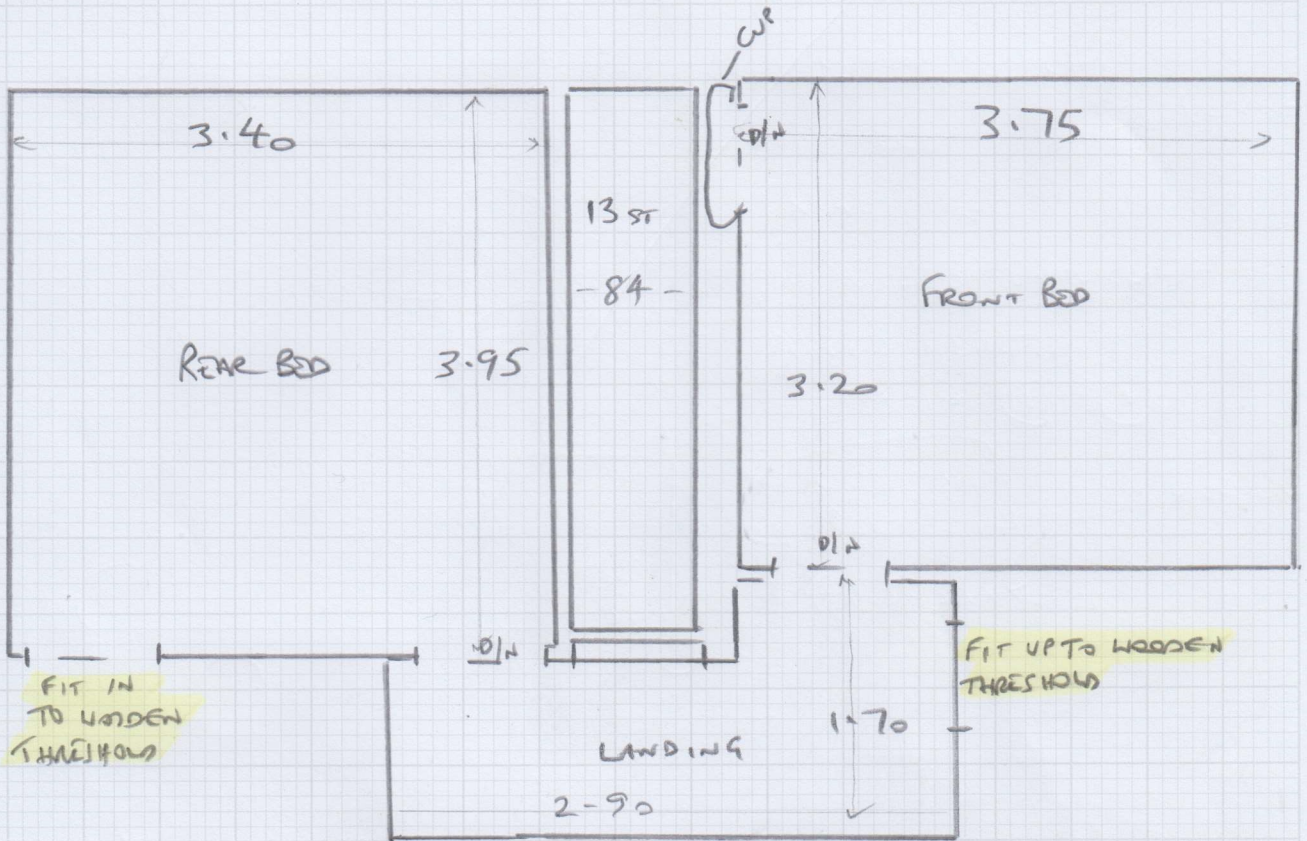 CUP
3.40
D/N
3.75
13 ST
-84-
FRONT BED
REAR BED
3.95
3.20
D/N
D/N
FIT UP TO WOODEN
THRESHOLD
FIT IN
TO WOODEN
THRESHOLD
1.70
LANDING
2-90